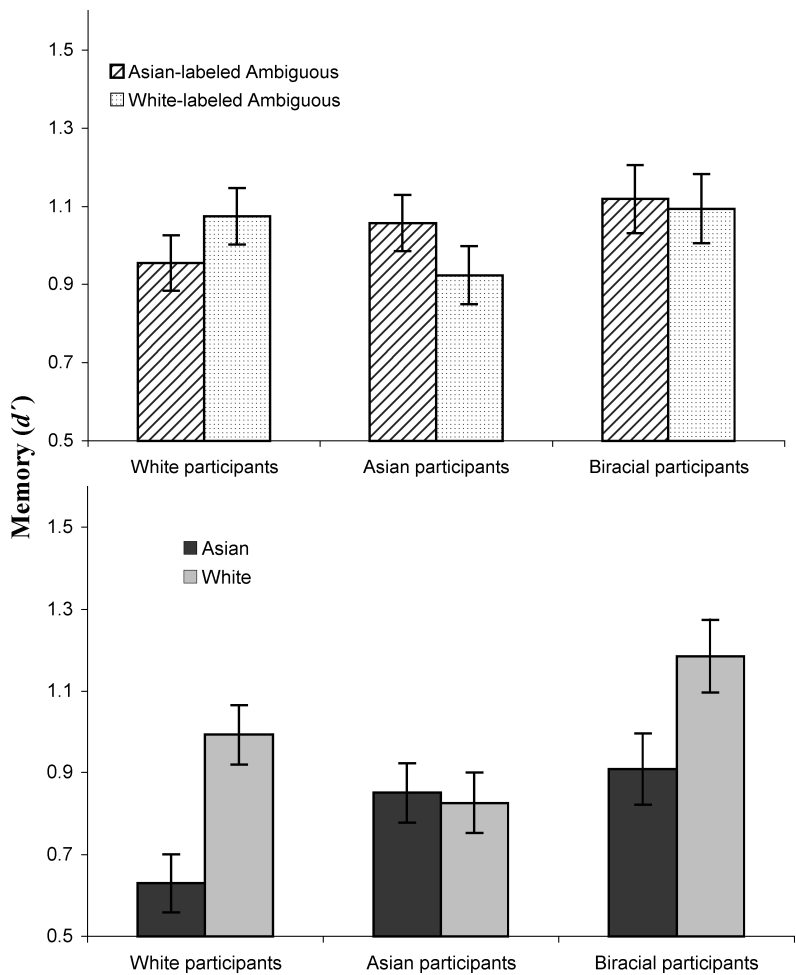 1.5
Asian-labeled Ambiguous
White-labeled Ambiguous
1.3
1.1
0.9
0.7
0.5
White participants Asian participants Biracial participants
Memory (d´)
1.5
Asian
White
1.3
1.1
0.9
0.7
0.5
White participants Asian participants Biracial participants